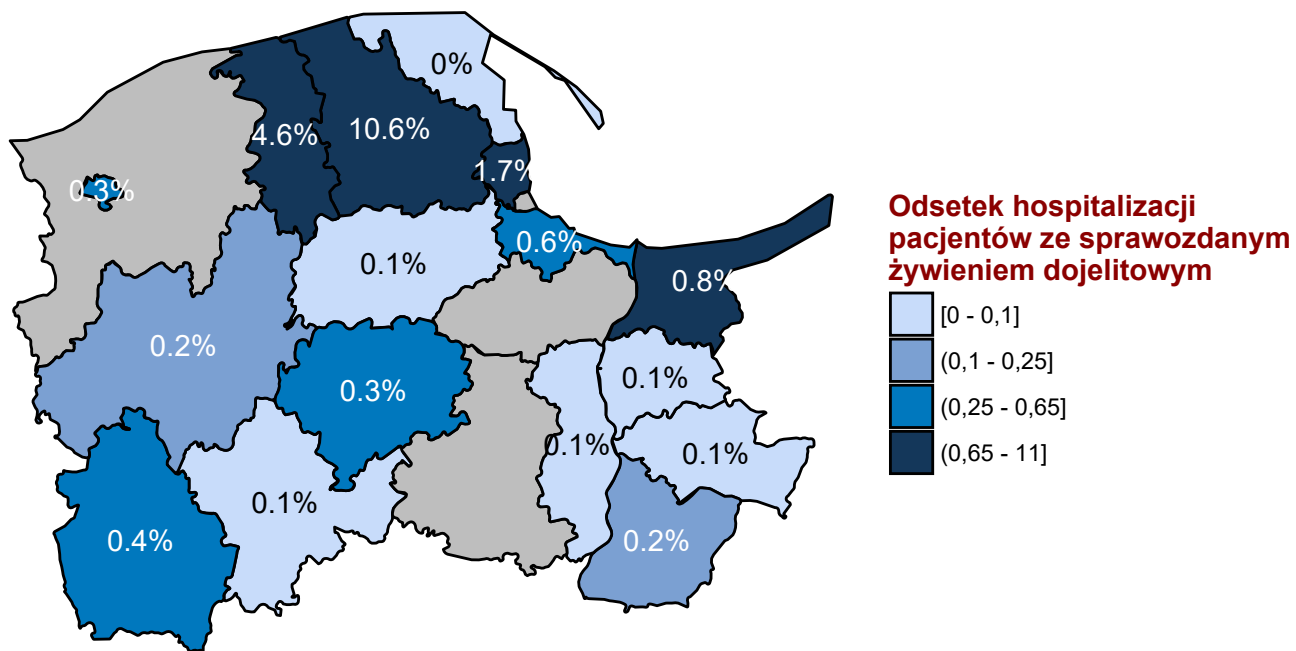 0%
4.6%
10.6%
1.7%
0.3%
Odsetek hospitalizacji
pacjentów ze sprawozdanym
żywieniem dojelitowym
0.6%
0.1%
0.8%
[0 - 0,1]
0.2%
(0,1 - 0,25]
0.3%
0.1%
(0,25 - 0,65]
0.1%
0.1%
(0,65 - 11]
0.1%
0.4%
0.2%